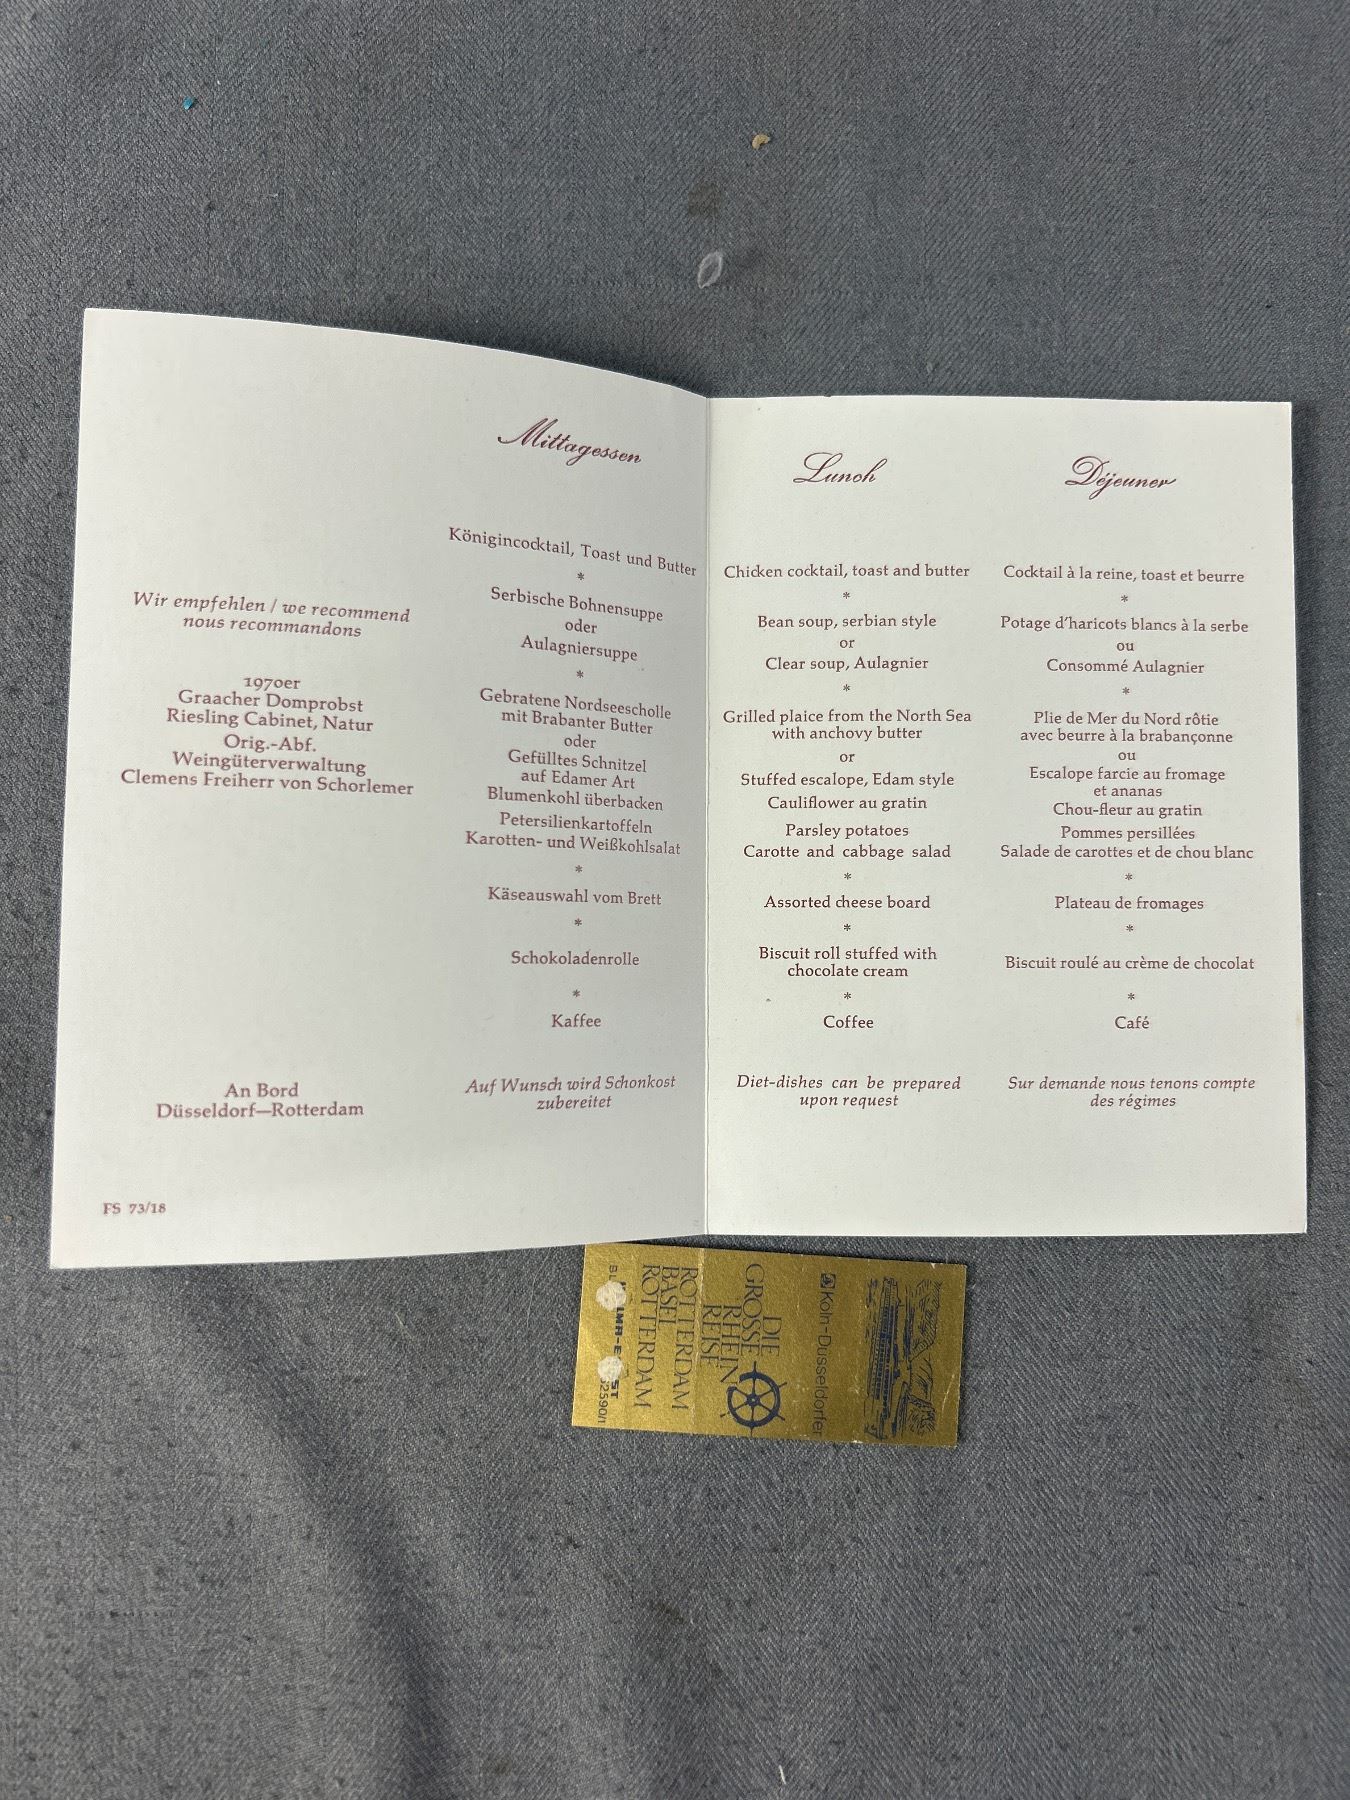 Wir empfehlen / we recommend
nous recommandons
1970er
Graacher Domprobst
Riesling Cabinet, Natur
Orig.-Abf.
Weingüterverwaltung
Clemens Freiherr von Schorlemer
An Bord
Düsseldorf—Rotterdam
FS 73/18
Mittagessen
Königincocktail, Toast und Butter
*
Serbische Bohnensuppe
oder
Aulagniersuppe
*
Gebratene Nordseescholle
mit Brabanter Butter
oder
Gefülltes Schnitzel
auf Edamer Art
Blumenkohl überbacken
Petersilienkartoffeln
Karotten- und Weißkohlsalat
*
Käseauswahl vom Brett
*
Schokoladenrolle
*
Kaffee
Auf Wunsch wird Schonkost
zubereitet
Lunch
Chicken cocktail, toast and butter
*
Bean soup, serbian style
or
Clear soup, Aulagnier
*
Grilled plaice from the North Sea
with anchovy butter
or
Stuffed escalope, Edam style
Cauliflower au gratin
Parsley potatoes
Carotte and cabbage salad
*
Assorted cheese board
*
Biscuit roll stuffed with
chocolate cream
*
Coffee
Diet-dishes can be prepared
upon request
Déjeuner
Cocktail à la reine, toast et beurre
*
Potage d'haricots blancs à la serbe
ou
Consommé Aulagnier
*
Plie de Mer du Nord rôtie
avec beurre à la brabançonne
ou
Escalope farcie au fromage
et ananas
Chou-fleur au gratin
Pommes persillées
Salade de carottes et de chou blanc
*
Plateau de fromages
*
Biscuit roulé au crème de chocolat
*
Café
Sur demande nous tenons compte
des régimes
Köln-Düsseldorfer
DIE
GROSSE
RHEIN
REISE
ROTTERDAM
BASEL
ROTTERDAM